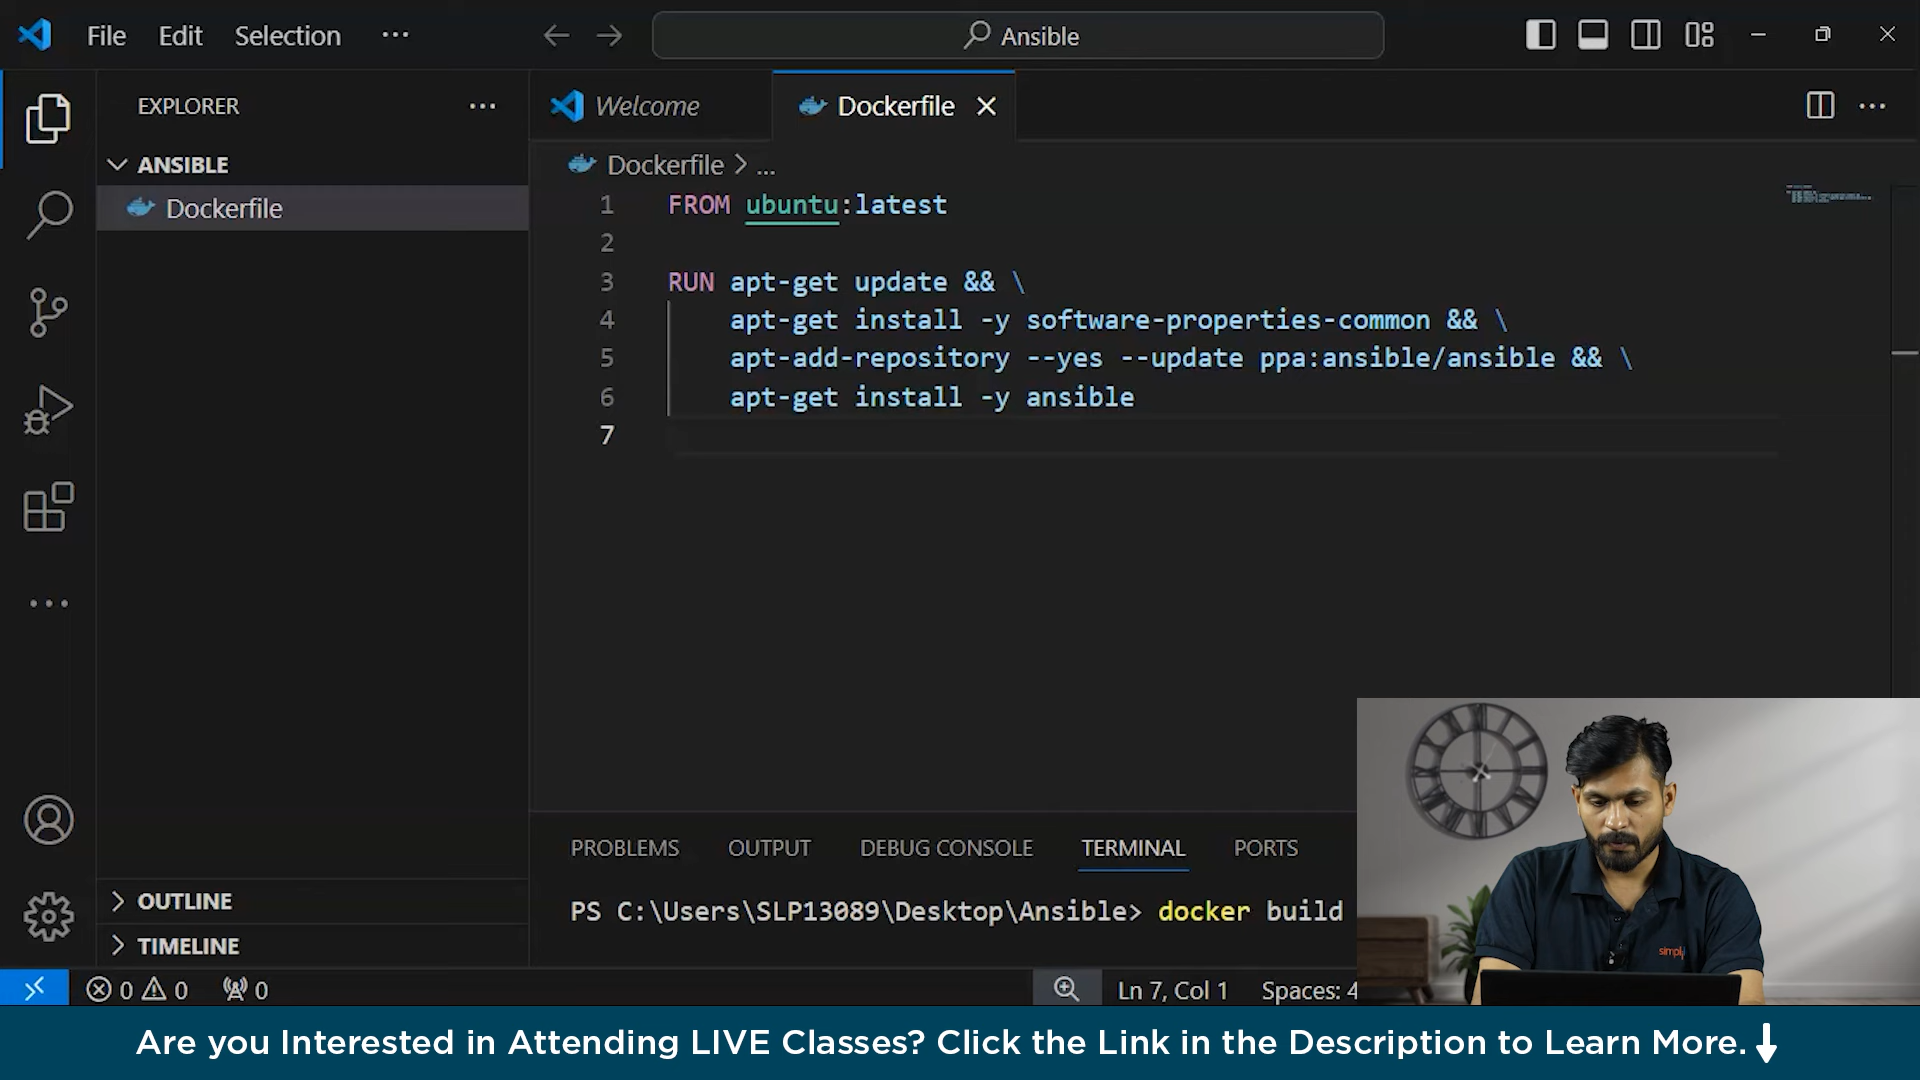 File Edit Selection ···
Ansible
EXPLORER ···
ANSIBLE
Dockerfile
OUTLINE
TIMELINE
Welcome Dockerfile
Dockerfile > ...
1 FROM ubuntu:latest
2
3 RUN apt-get update && \
4 apt-get install -y software-properties-common && \
5 apt-add-repository --yes --update ppa:ansible/ansible && \
6 apt-get install -y ansible
7
PROBLEMS OUTPUT DEBUG CONSOLE TERMINAL PORTS
PS C:\Users\SLP13089\Desktop\Ansible> docker build
simpli
0 0 0
Ln 7, Col 1 Spaces: 4
Are you Interested in Attending LIVE Classes? Click the Link in the Description to Learn More.